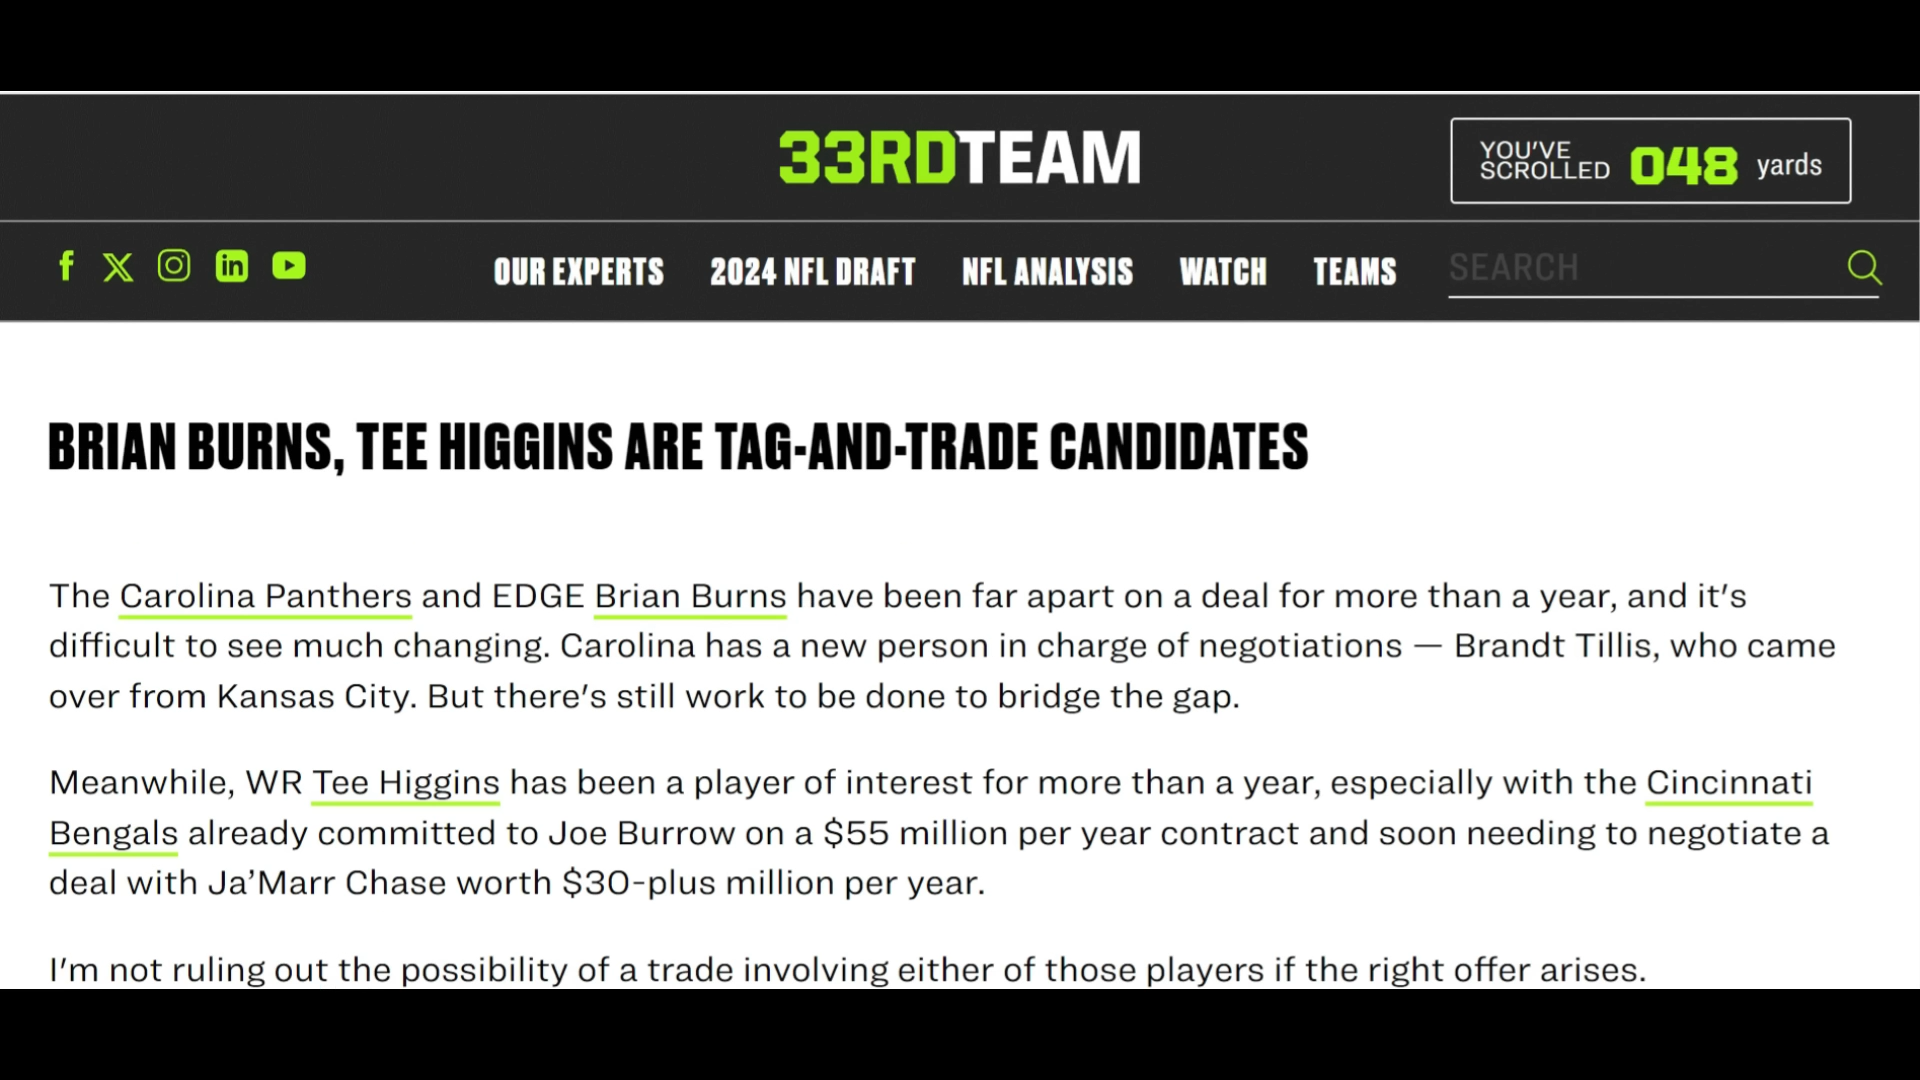 33RDTEAM
YOU'VE
SCROLLED 048 yards
OUR EXPERTS 2024 NFL DRAFT NFL ANALYSIS WATCH TEAMS SEARCH
BRIAN BURNS, TEE HIGGINS ARE TAG-AND-TRADE CANDIDATES
The Carolina Panthers and EDGE Brian Burns have been far apart on a deal for more than a year, and it's
difficult to see much changing. Carolina has a new person in charge of negotiations — Brandt Tillis, who came
over from Kansas City. But there's still work to be done to bridge the gap.
Meanwhile, WR Tee Higgins has been a player of interest for more than a year, especially with the Cincinnati
Bengals already committed to Joe Burrow on a $55 million per year contract and soon needing to negotiate a
deal with Ja’Marr Chase worth $30-plus million per year.
I'm not ruling out the possibility of a trade involving either of those players if the right offer arises.